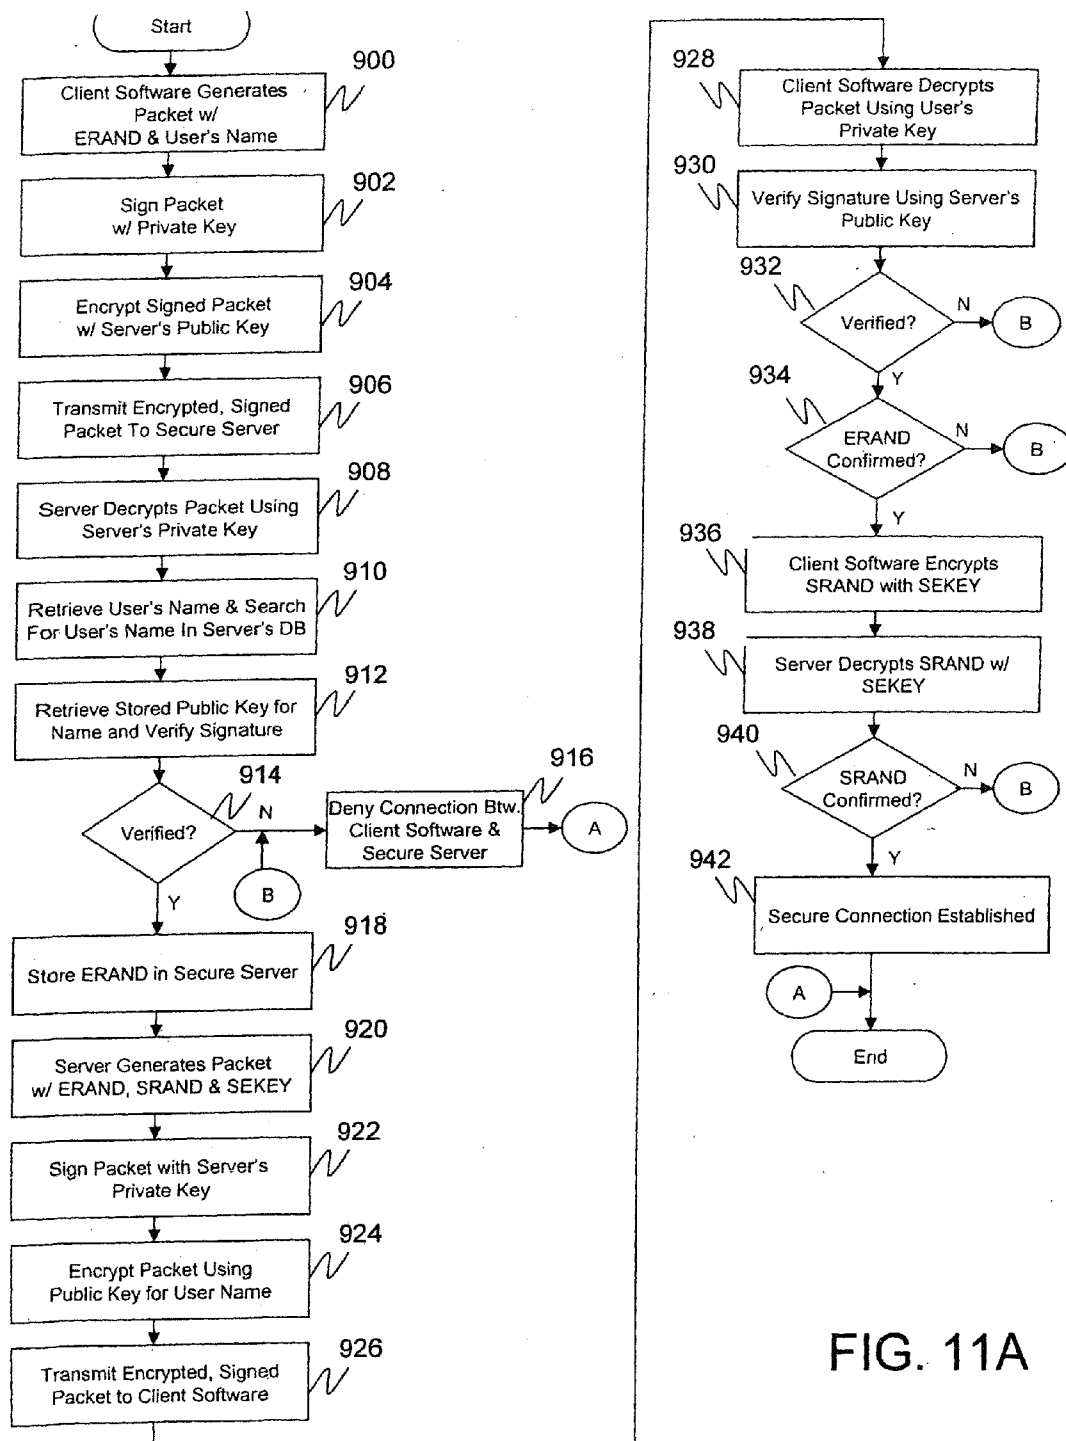 Start
900
Client Software Generates
Packet w/
ERAND & User's Name
902
Sign Packet
w/ Private Key
904
Encrypt Signed Packet
w/ Server's Public Key
906
Transmit Encrypted, Signed
Packet To Secure Server
908
Server Decrypts Packet Using
Server's Private Key
910
Retrieve User's Name & Search
For User's Name In Server's DB
912
Retrieve Stored Public Key for
Name and Verify Signature
914
Verified?
N
Y
B
916
Deny Connection Btw.
Client Software &
Secure Server
A
918
Store ERAND in Secure Server
920
Server Generates Packet
w/ ERAND, SRAND & SEKEY
922
Sign Packet with Server's
Private Key
924
Encrypt Packet Using
Public Key for User Name
926
Transmit Encrypted, Signed
Packet to Client Software
928
Client Software Decrypts
Packet Using User's
Private Key
930
Verify Signature Using Server's
Public Key
932
Verified?
N
B
Y
934
ERAND
Confirmed?
N
B
Y
936
Client Software Encrypts
SRAND with SEKEY
938
Server Decrypts SRAND w/
SEKEY
940
SRAND
Confirmed?
N
B
Y
942
Secure Connection Established
A
End
FIG. 11A